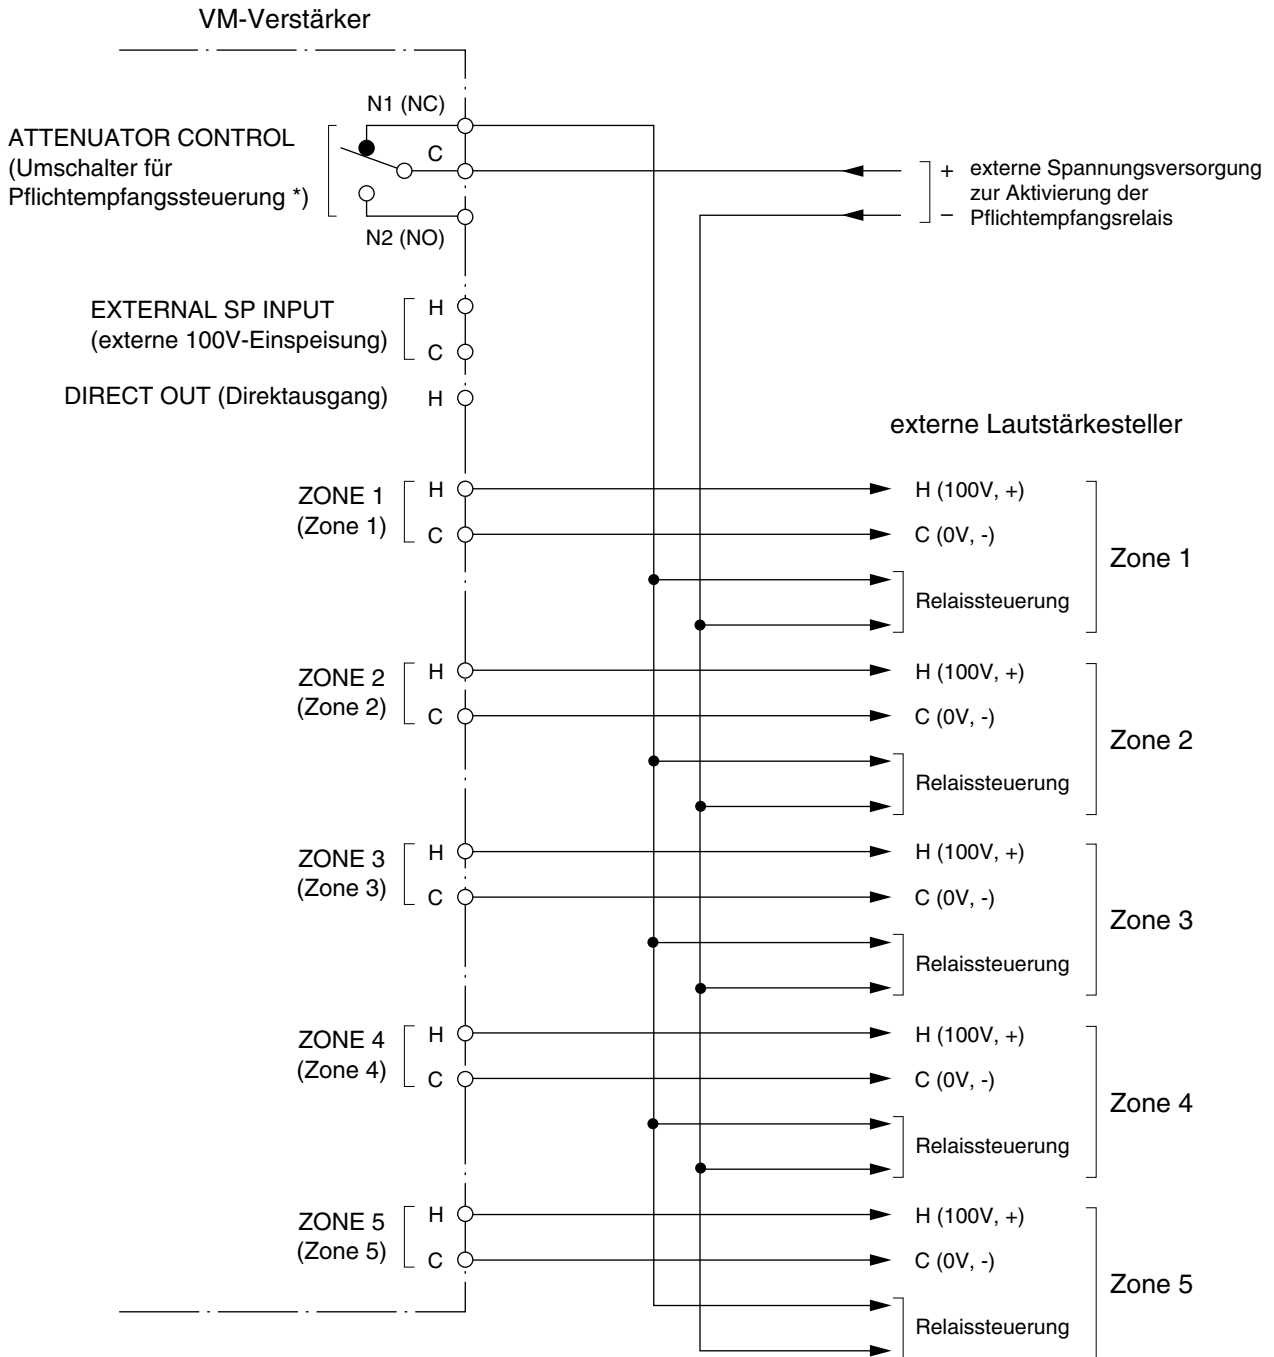 VM-Verstärker
N1 (NC)
ATTENUATOR CONTROL
(Umschalter für
Pflichtempfangssteuerung *)
C
N2 (NO)
+ externe Spannungsversorgung
zur Aktivierung der
– Pflichtempfangsrelais
EXTERNAL SP INPUT
(externe 100V-Einspeisung)
H
C
DIRECT OUT (Direktausgang) H
externe Lautstärkesteller
ZONE 1
(Zone 1)
H
C
H (100V, +)
C (0V, -)
Relaissteuerung
Zone 1
ZONE 2
(Zone 2)
H
C
H (100V, +)
C (0V, -)
Relaissteuerung
Zone 2
ZONE 3
(Zone 3)
H
C
H (100V, +)
C (0V, -)
Relaissteuerung
Zone 3
ZONE 4
(Zone 4)
H
C
H (100V, +)
C (0V, -)
Relaissteuerung
Zone 4
ZONE 5
(Zone 5)
H
C
H (100V, +)
C (0V, -)
Relaissteuerung
Zone 5